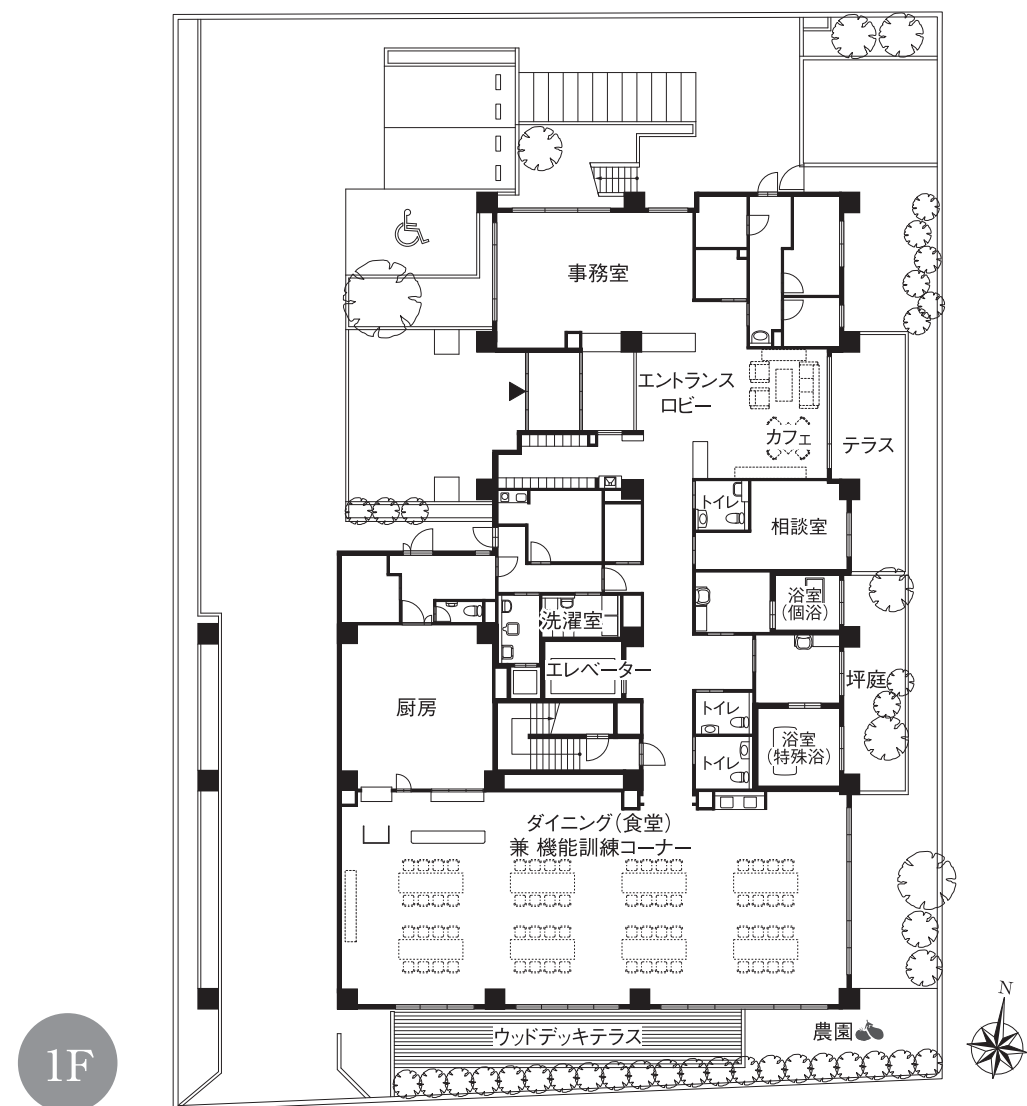 事務室
エントランス
ロビー
カフェ
テラス
トイレ
相談室
浴室
(個浴)
洗濯室
エレベーター
坪庭
厨房
トイレ
浴室
(特殊浴)
トイレ
ダイニング(食堂)
兼 機能訓練コーナー
ウッドデッキテラス
農園
N
1F